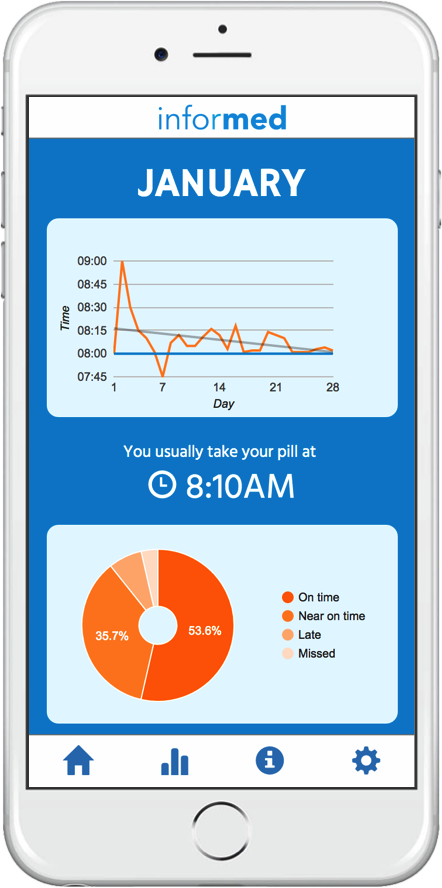 informed
JANUARY
09:00
08:45
08:30
08:15
08:00
07:45
Time
1 7 14 21 28
Day
You usually take your pill at
8:10AM
35.7%
53.6%
On time
Near on time
Late
Missed